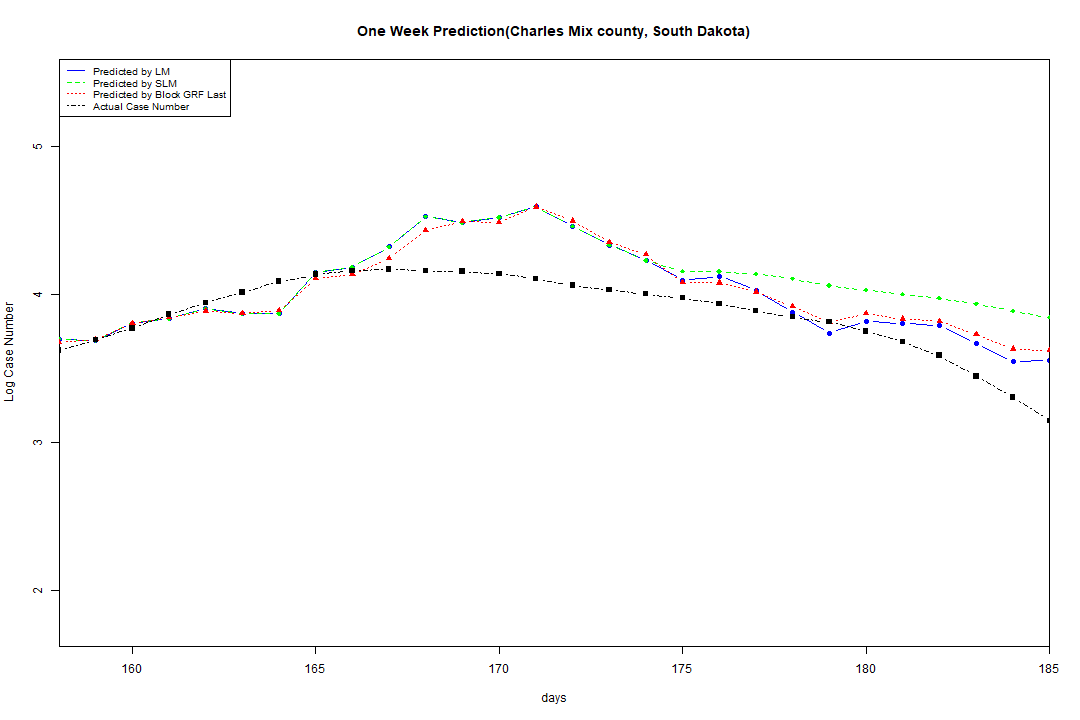 One Week Prediction(Charles Mix county, South Dakota)
Predicted by LM
Predicted by SLM
Predicted by Block GRF Last
Actual Case Number
5
4
3
2
Log Case Number
160 165 170 175 180 185
days